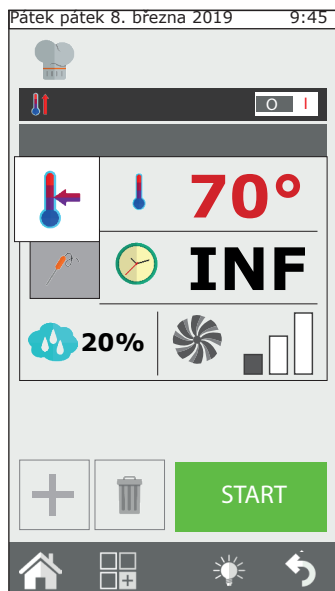 Pátek pátek 8. března 2019 9:45
O I
70°
INF
20%
START